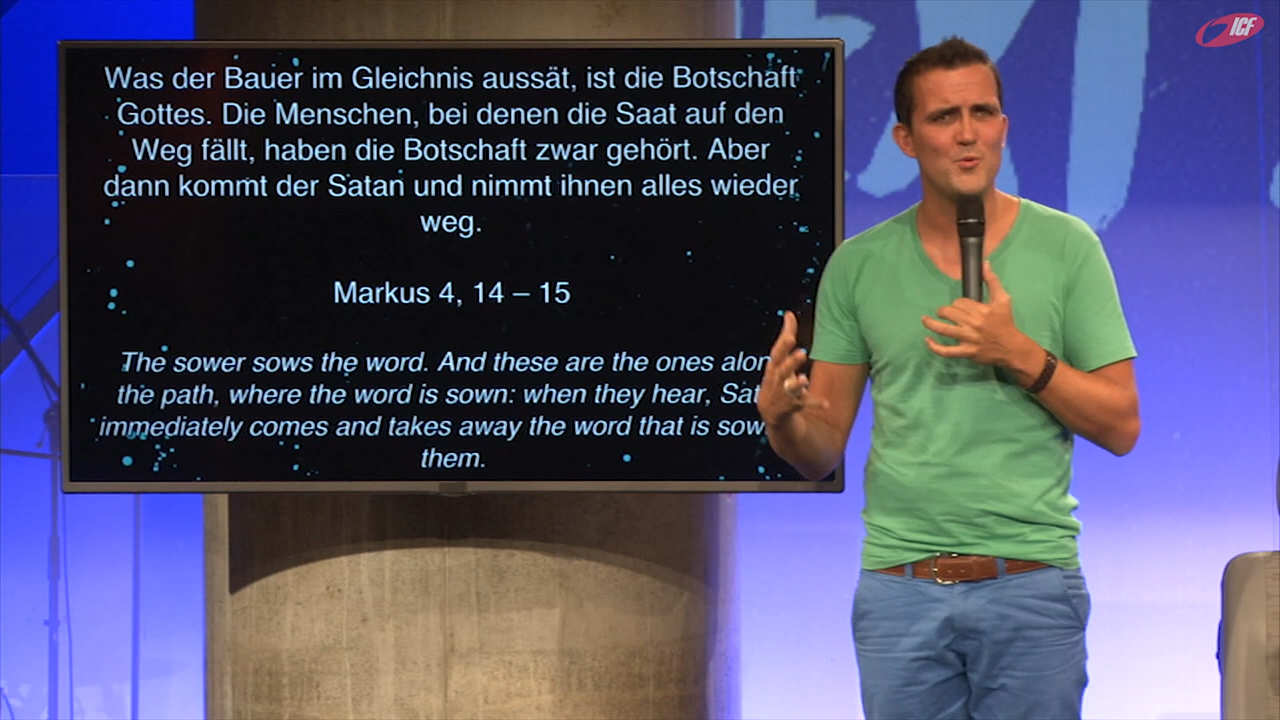 ICF
Was der Bauer im Gleichnis aussät, ist die Botschaft
Gottes. Die Menschen, bei denen die Saat auf den
Weg fällt, haben die Botschaft zwar gehört. Aber
dann kommt der Satan und nimmt ihnen alles wieder
weg.
Markus 4, 14 – 15
The sower sows the word. And these are the ones
the path, where the word is sown: when they hear,
immediately comes and takes away the word that is
them.